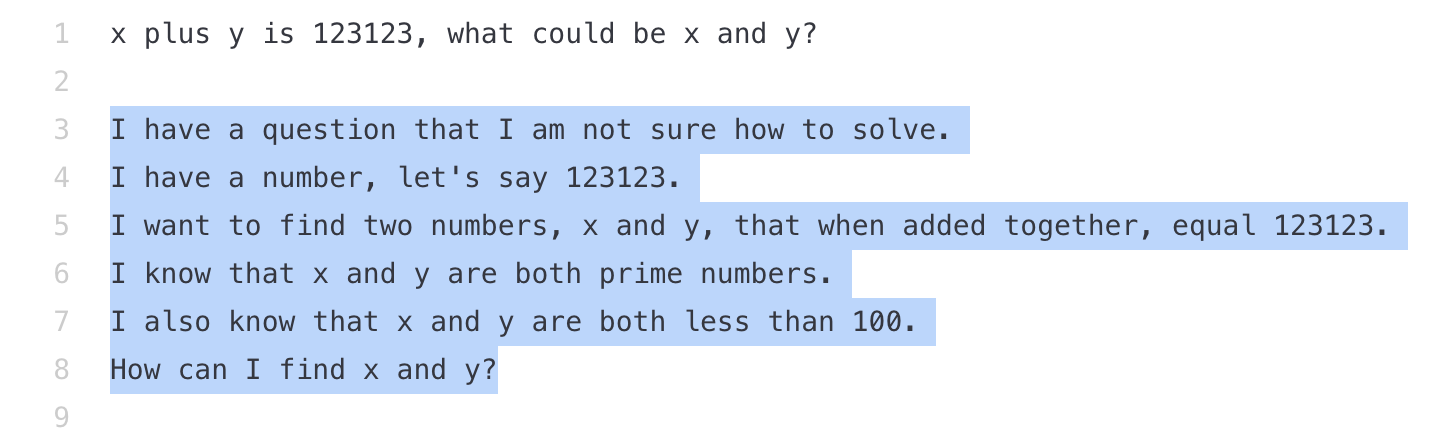 1 x plus y is 123123, what could be x and y?
2
3 I have a question that I am not sure how to solve.
4 I have a number, let's say 123123.
5 I want to find two numbers, x and y, that when added together, equal 123123.
6 I know that x and y are both prime numbers.
7 I also know that x and y are both less than 100.
8 How can I find x and y?
9